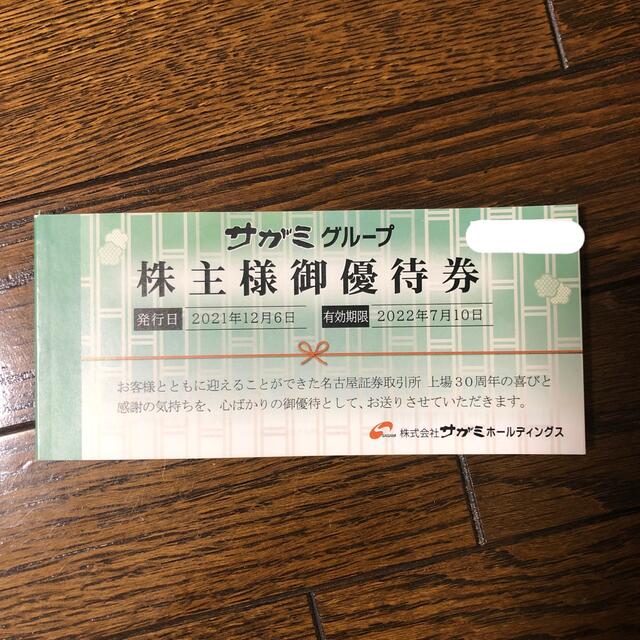 サガミグループ
株主様御優待券
発行日 2021年12月6日 有効期限 2022年7月10日
お客様とともに迎えることができた名古屋証券取引所 上場30周年の喜びと
感謝の気持ちを、心ばかりの御優待として、お送りさせていただきます。
SAGAMI 株式会社サガミホールディングス